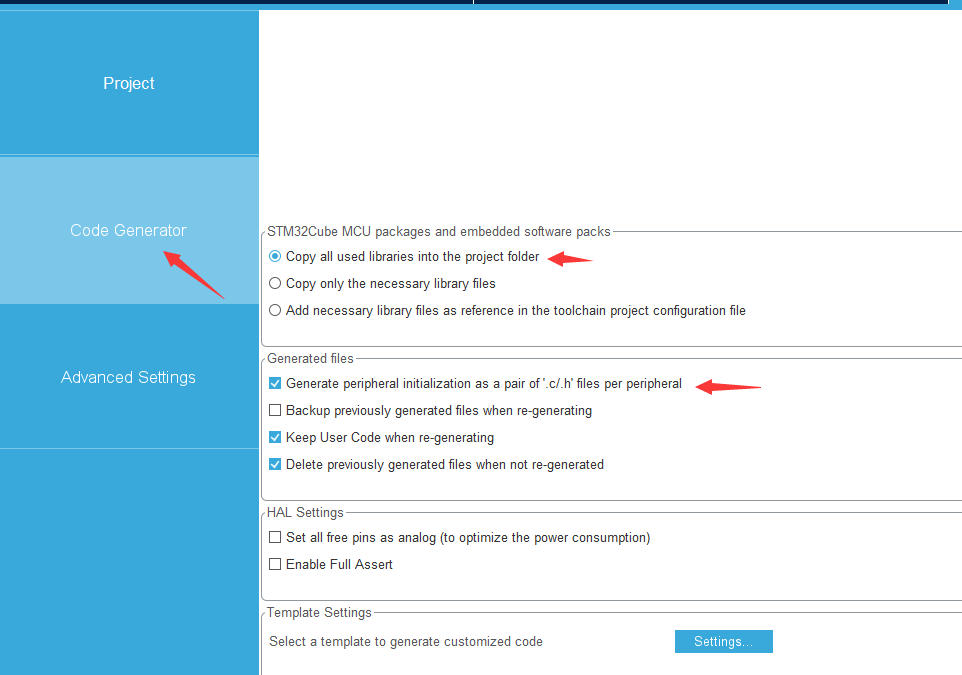 Project
Code Generator
Advanced Settings
STM32Cube MCU packages and embedded software packs
Copy all used libraries into the project folder
Copy only the necessary library files
Add necessary library files as reference in the toolchain project configuration file
Generated files
Generate peripheral initialization as a pair of '.c/.h' files per peripheral
Backup previously generated files when re-generating
Keep User Code when re-generating
Delete previously generated files when not re-generated
HAL Settings
Set all free pins as analog (to optimize the power consumption)
Enable Full Assert
Template Settings
Select a template to generate customized code
Settings...